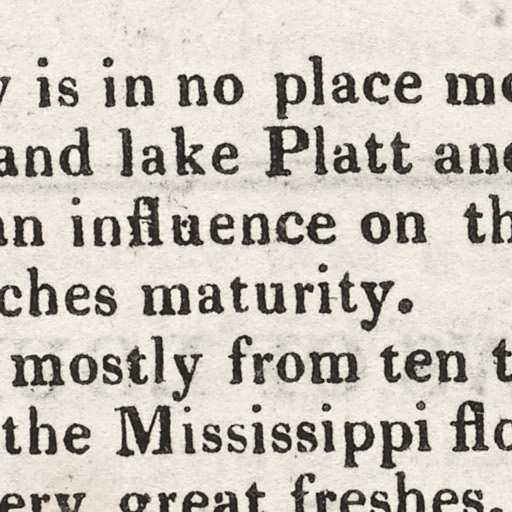 y is in no place mo
and lake Platt and
an influence on th
ches maturity.
mostly from ten t
the Mississippi flo
ery great freshes.